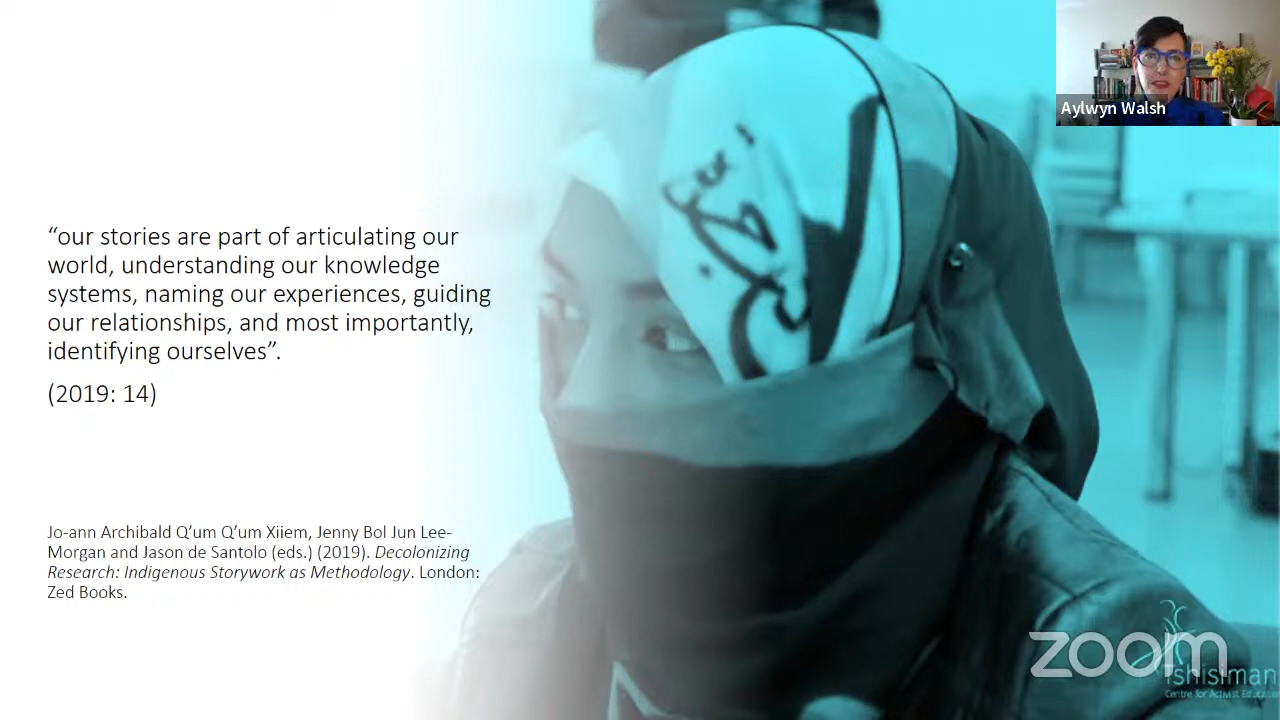 Aylwyn Walsh
“our stories are part of articulating our
world, understanding our knowledge
systems, naming our experiences, guiding
our relationships, and most importantly,
identifying ourselves”.
(2019: 14)
Jo-ann Archibald Q’um Q’um Xiiem, Jenny Bol Jun Lee-
Morgan and Jason de Santolo (eds.) (2019). Decolonizing
Research: Indigenous Storywork as Methodology. London:
Zed Books.
zoom
Tshisiman
Centre for Activist Educa